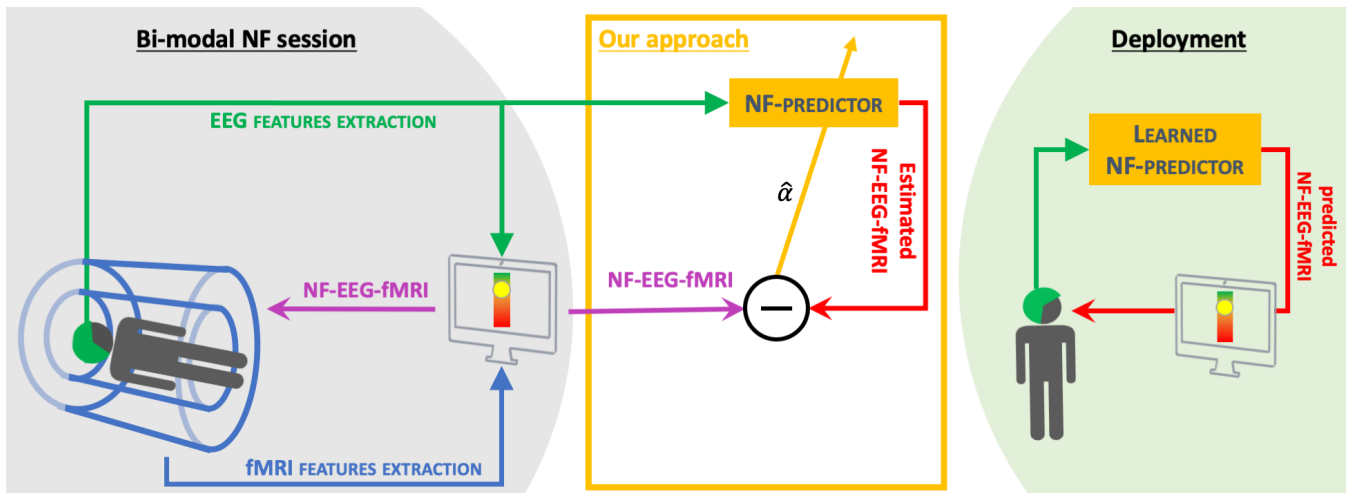 Bi-modal NF session
EEG FEATURES EXTRACTION
NF-EEG-fMRI
fMRI FEATURES EXTRACTION
Our approach
NF-PREDICTOR
Estimated
NF-EEG-fMRI
α̂
NF-EEG-fMRI
Deployment
LEARNED
NF-PREDICTOR
predicted
NF-EEG-fMRI